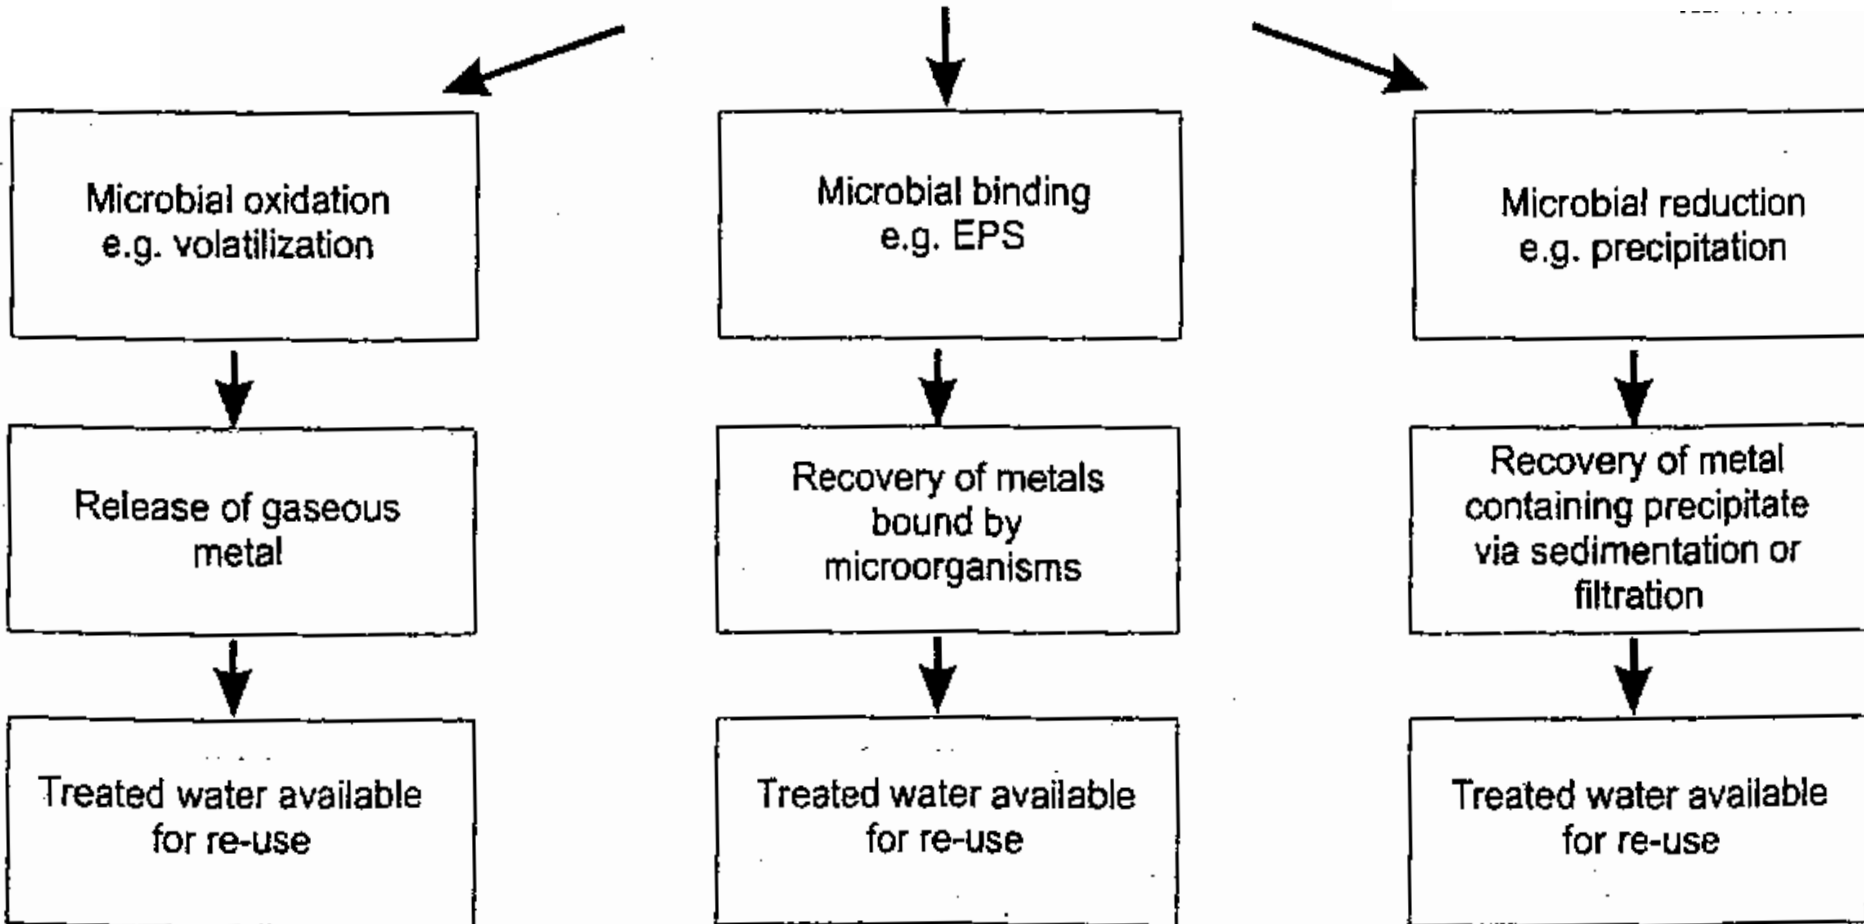 Microbial oxidation
e.g. volatilization
Microbial binding
e.g. EPS
Microbial reduction
e.g. precipitation
Release of gaseous
metal
Recovery of metals
bound by
microorganisms
Recovery of metal
containing precipitate
via sedimentation or
filtration
Treated water available
for re-use
Treated water available
for re-use
Treated water available
for re-use